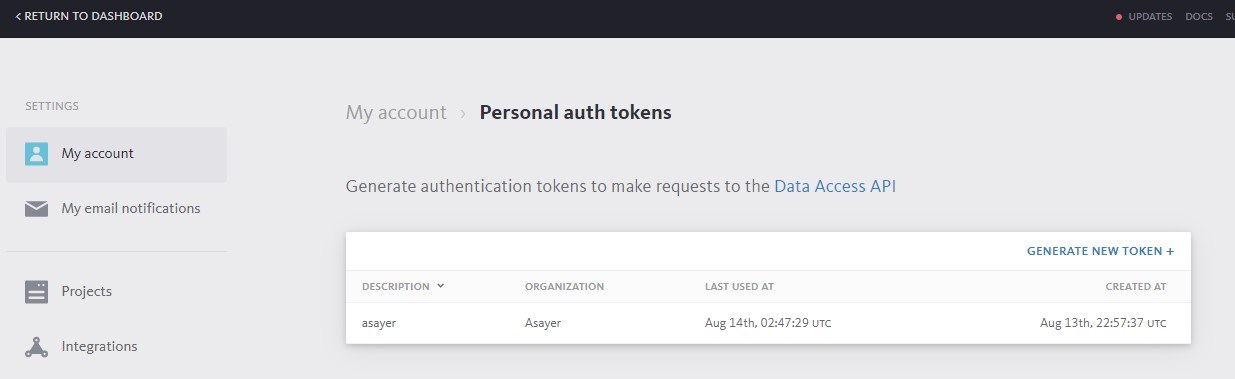 < RETURN TO DASHBOARD
UPDATES DOCS
SETTINGS
My account
My email notifications
Projects
Integrations
My account › Personal auth tokens
Generate authentication tokens to make requests to the Data Access API
GENERATE NEW TOKEN +
DESCRIPTION ORGANIZATION LAST USED AT CREATED AT
asayer Asayer Aug 14th, 02:47:29 UTC Aug 13th, 22:57:37 UTC